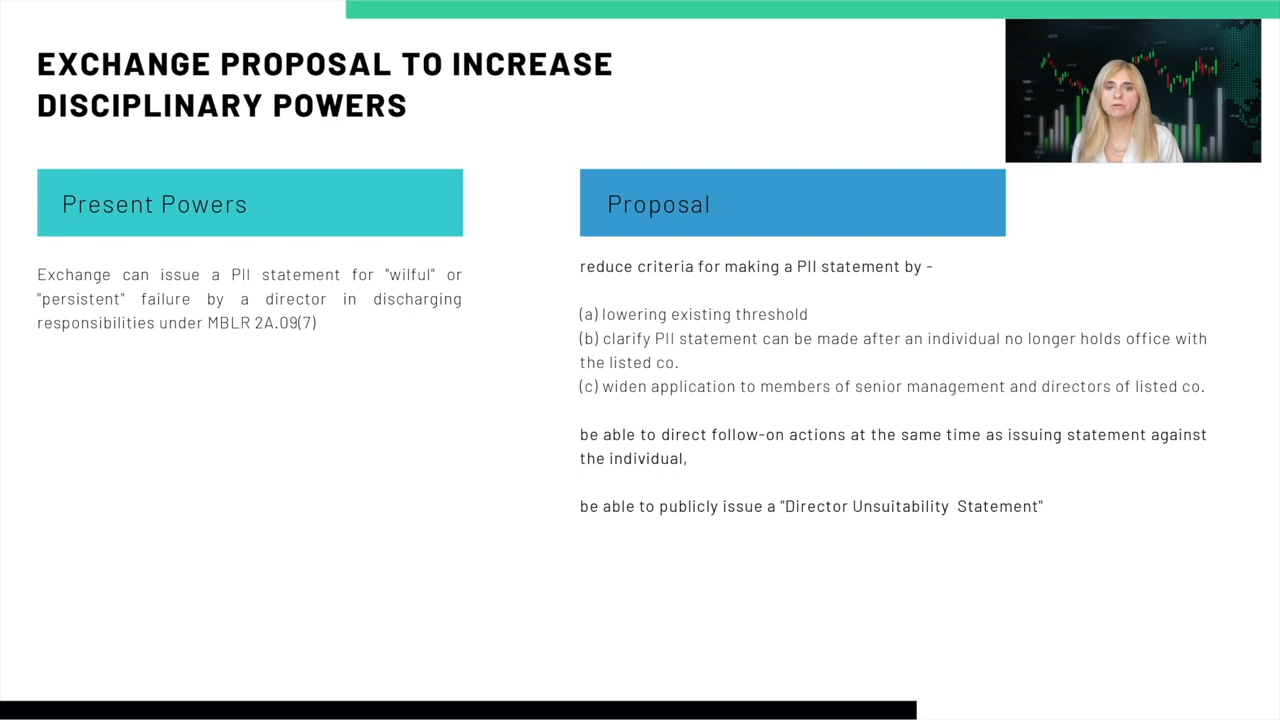 EXCHANGE PROPOSAL TO INCREASE
DISCIPLINARY POWERS
Present Powers
Exchange can issue a PII statement for "wilful" or
"persistent" failure by a director in discharging
responsibilities under MBLR 2A.09(7)
Proposal
reduce criteria for making a PII statement by -
(a) lowering existing threshold
(b) clarify PII statement can be made after an individual no longer holds office with
the listed co.
(c) widen application to members of senior management and directors of listed co.
be able to direct follow-on actions at the same time as issuing statement against
the individual,
be able to publicly issue a "Director Unsuitability  Statement"